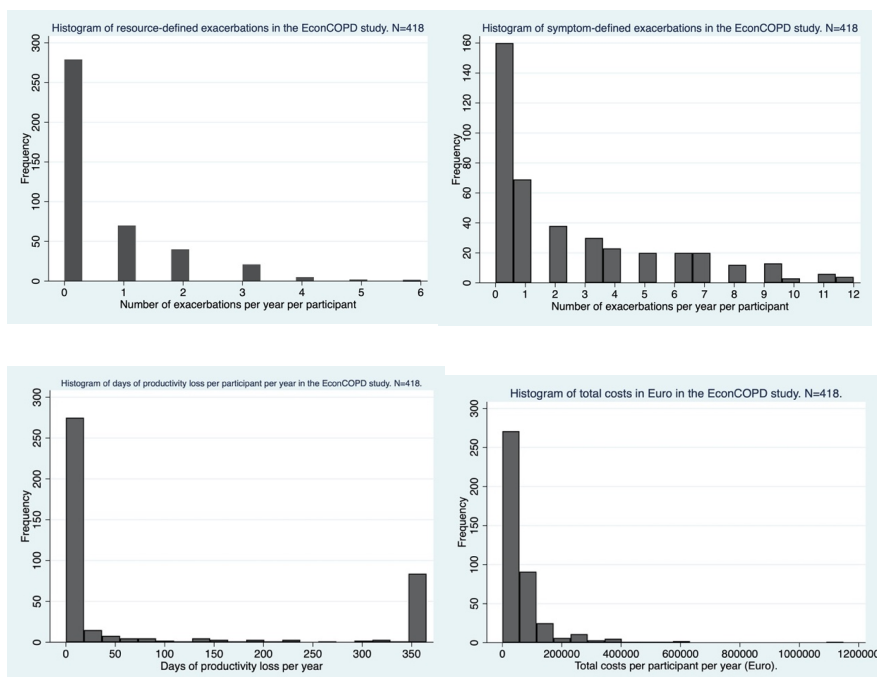 Histogram of resource-defined exacerbations in the EconCOPD study. N=418
300
250
200
150
100
50
0
Frequency
0 1 2 3 4 5 6
Number of exacerbations per year per participant
Histogram of symptom-defined exacerbations in the EconCOPD study. N=418
160
140
120
100
80
60
40
20
0
Frequency
0 1 2 3 4 5 6 7 8 9 10 11 12
Number of exacerbations per year per participant
Histogram of days of productivity loss per participant per year in the EconCOPD study. N=418.
300
250
200
150
100
50
0
Frequency
0 50 100 150 200 250 300 350
Days of productivity loss per year
Histogram of total costs in Euro in the EconCOPD study. N=418.
300
250
200
150
100
50
0
Frequency
0 200000 400000 600000 800000 1000000 1200000
Total costs per participant per year (Euro).